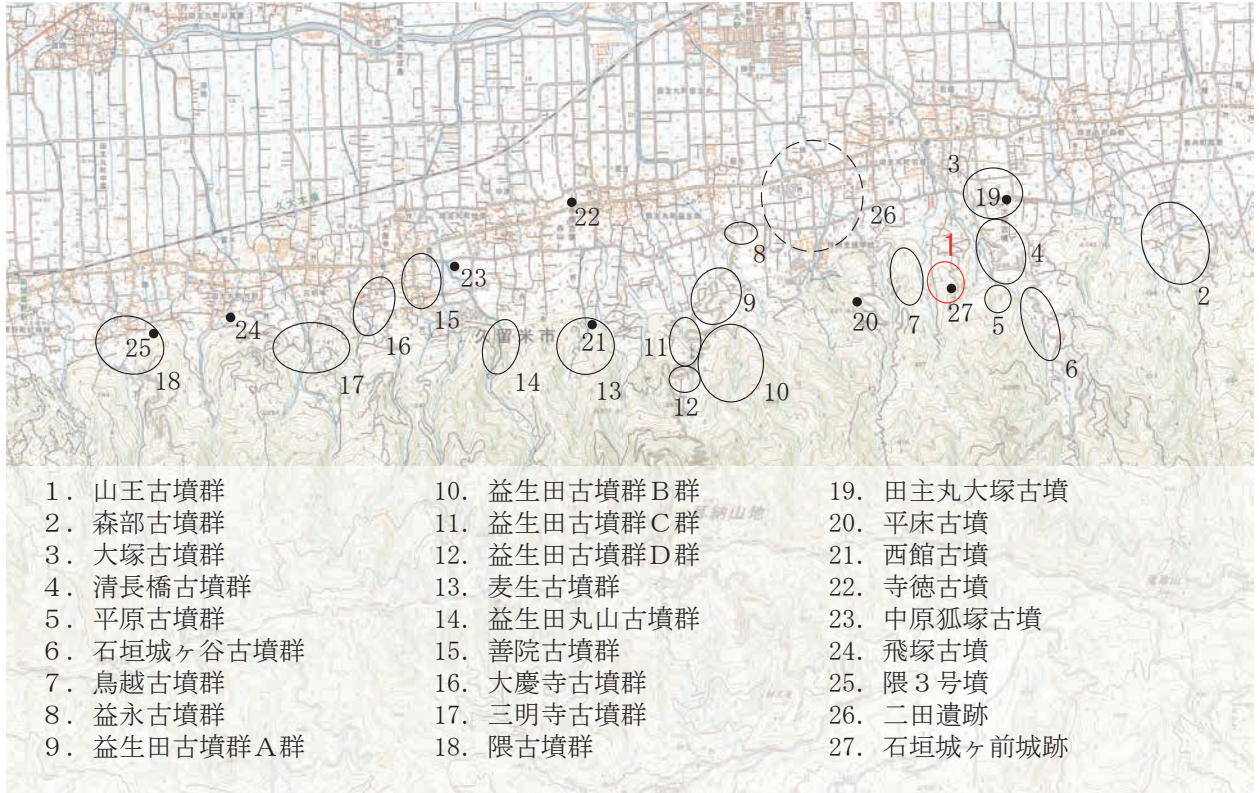 3
19
22
26
8
1
4
23
9
2
20
7
27
5
24
15
25
16
21
11
6
18
17
14
13
12
10
久留米市
耳納山地
1．山王古墳群
2．森部古墳群
3．大塚古墳群
4．清長橋古墳群
5．平原古墳群
6．石垣城ヶ谷古墳群
7．鳥越古墳群
8．益永古墳群
9．益生田古墳群A群
10．益生田古墳群B群
11．益生田古墳群C群
12．益生田古墳群D群
13．麦生古墳群
14．益生田丸山古墳群
15．善院古墳群
16．大慶寺古墳群
17．三明寺古墳群
18．隈古墳群
19．田主丸大塚古墳
20．平床古墳
21．西館古墳
22．寺徳古墳
23．中原狐塚古墳
24．飛塚古墳
25．隈3号墳
26．二田遺跡
27．石垣城ヶ前城跡